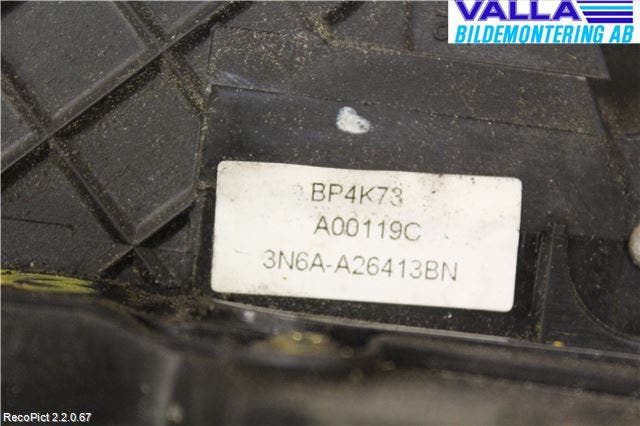 VALLA
BILDEMONTERING AB
BP4K73
A00119C
3N6A-A26413BN
RecoPict 2.2.0.67